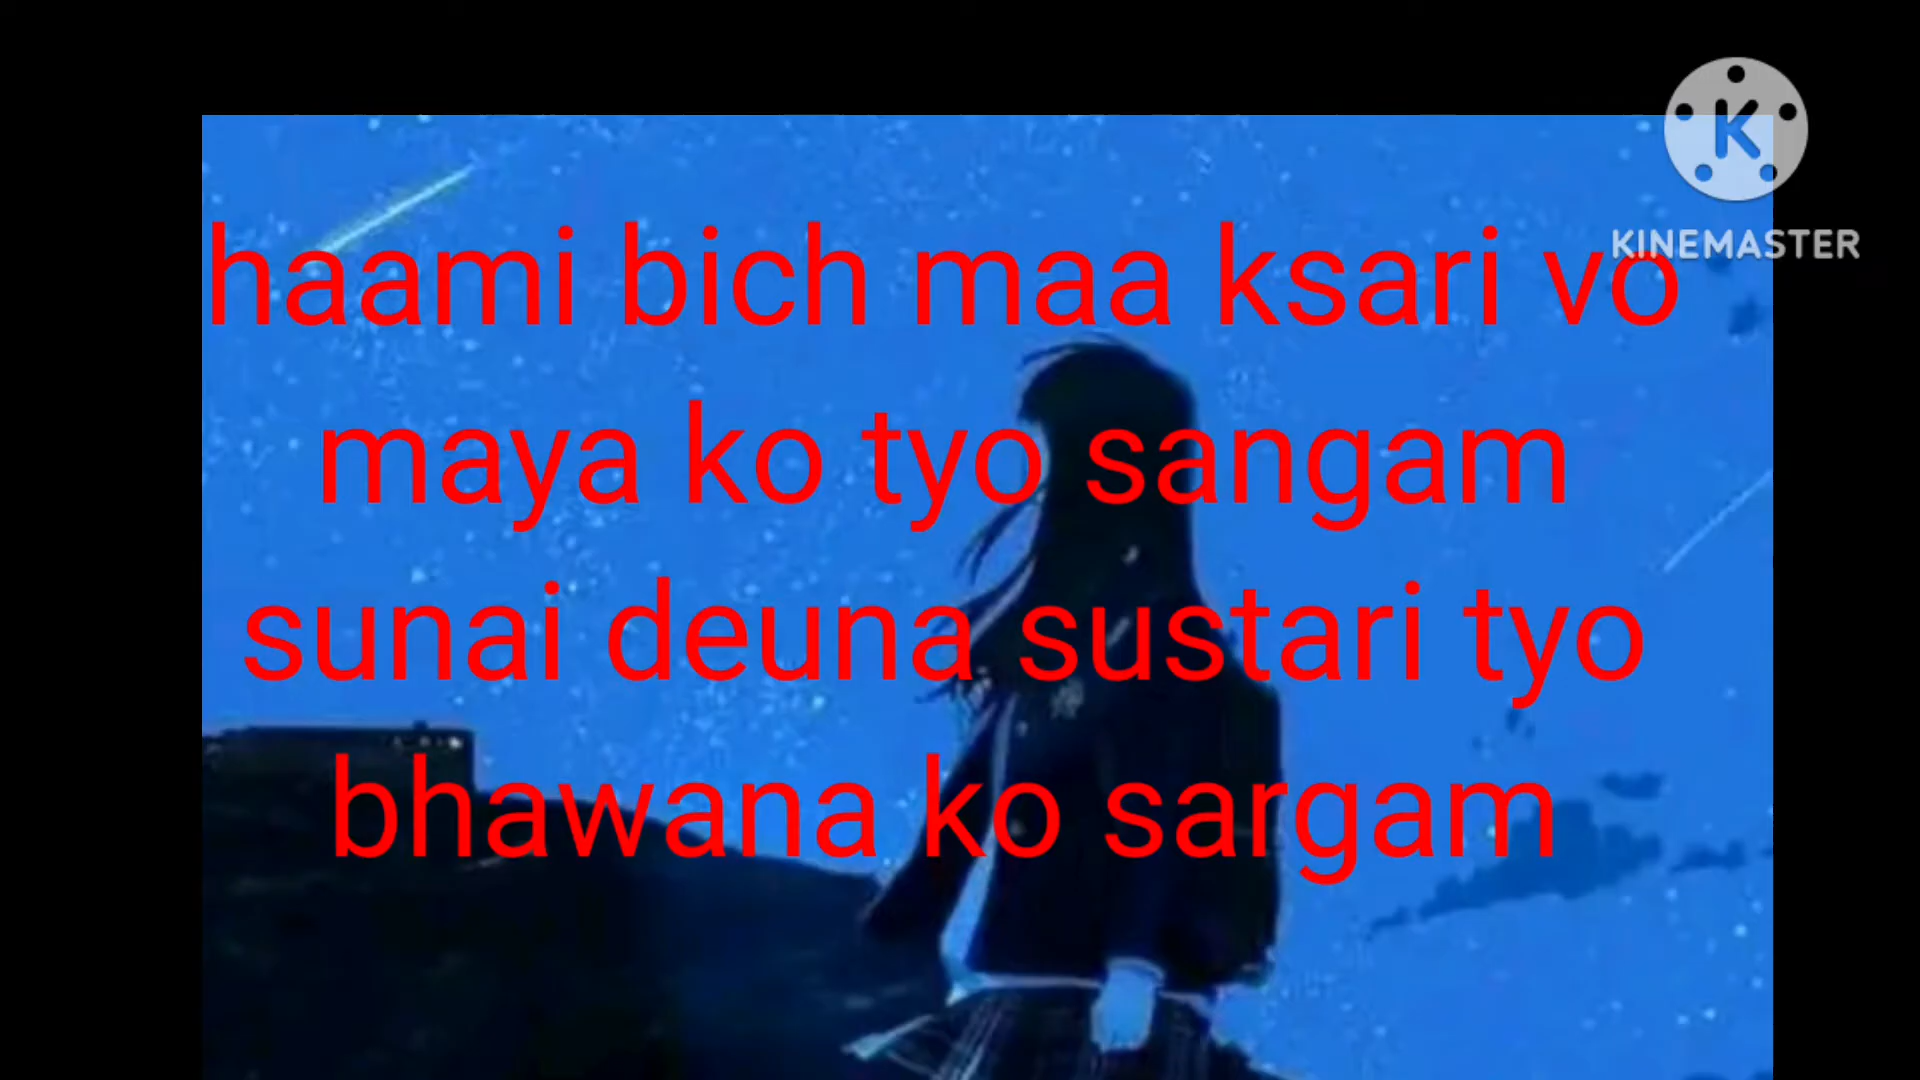 KINEMASTER
haami bich maa ksari vo
maya ko tyo sangam
sunai deuna sustari tyo
bhawana ko sargam